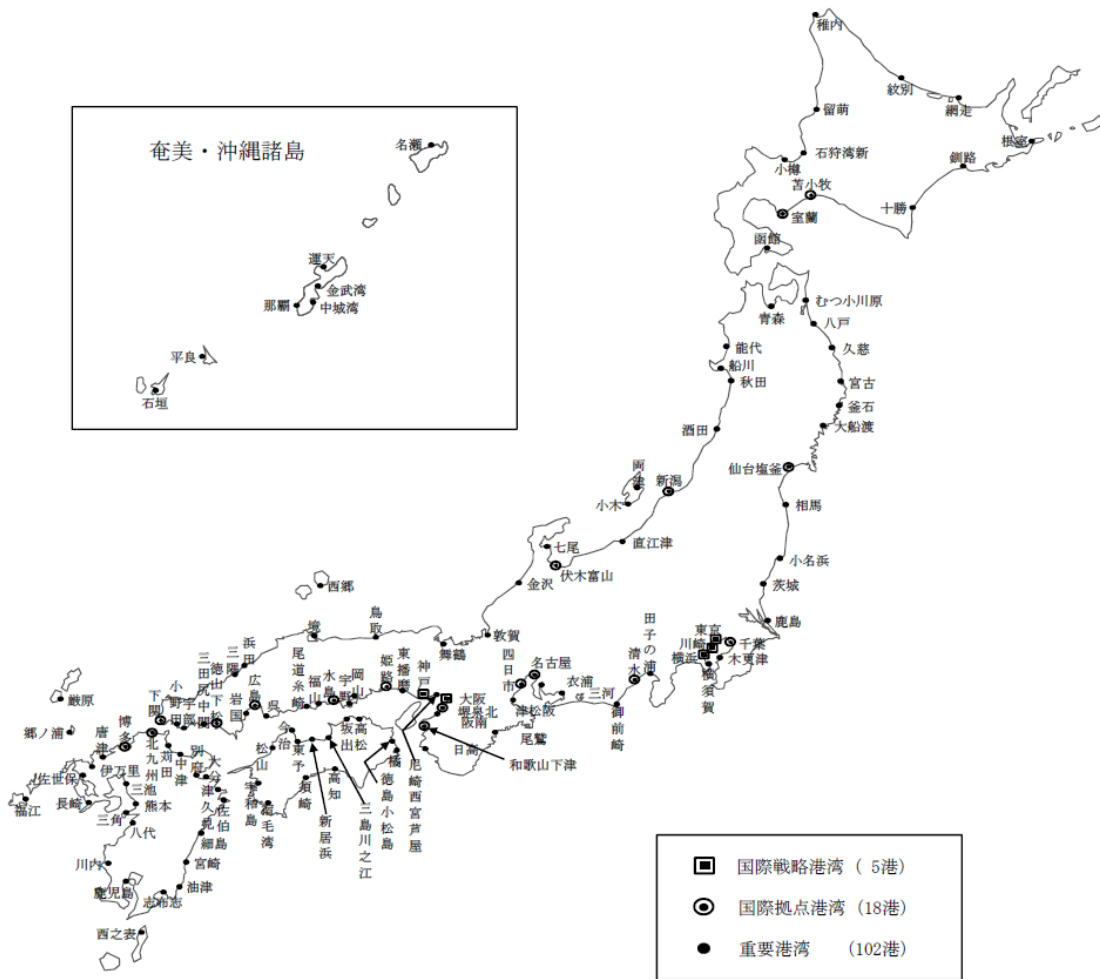 稚内
紋別
網走
留萌
根室
石狩湾新
小樽
釧路
苫小牧
十勝
室蘭
函館
奄美・沖縄諸島
名瀬
運天
金武湾
那覇
中城湾
平良
石垣
むつ小川原
青森
八戸
能代
久慈
船川
秋田
宮古
釜石
大船渡
酒田
仙台塩釜
両津
新潟
小木
相馬
直江津
七尾
伏木富山
小名浜
金沢
茨城
西郷
鹿島
鳥取
境
敦賀
舞鶴
田子の浦
清水
東京
川崎
横浜
千葉
木更津
横須賀
浜田
三隅
徳山下松
三田尻中関
宇部
小野田
下関
岩国
広島
呉
尾道糸崎
福山
水島
宇野
岡山
姫路
東播磨
神戸
四日市
名古屋
衣浦
三河
御前崎
津松阪
尾鷲
大阪
堺泉北
阪南
日高
和歌山下津
厳原
郷ノ浦
唐津
博多
北九州
苅田
中津
別府
大分
津久見
佐伯
細島
伊万里
佐世保
福江
長崎
三池
熊本
三角
八代
川内
宮崎
鹿児島
油津
志布志
西之表
松山
今治
東予
宇和島
宿毛湾
須崎
高知
新居浜
三島川之江
坂出
高松
徳島小松島
橘
尼崎西宮芦屋
国際戦略港湾 ( 5港)
国際拠点港湾 (18港)
重要港湾 (102港)